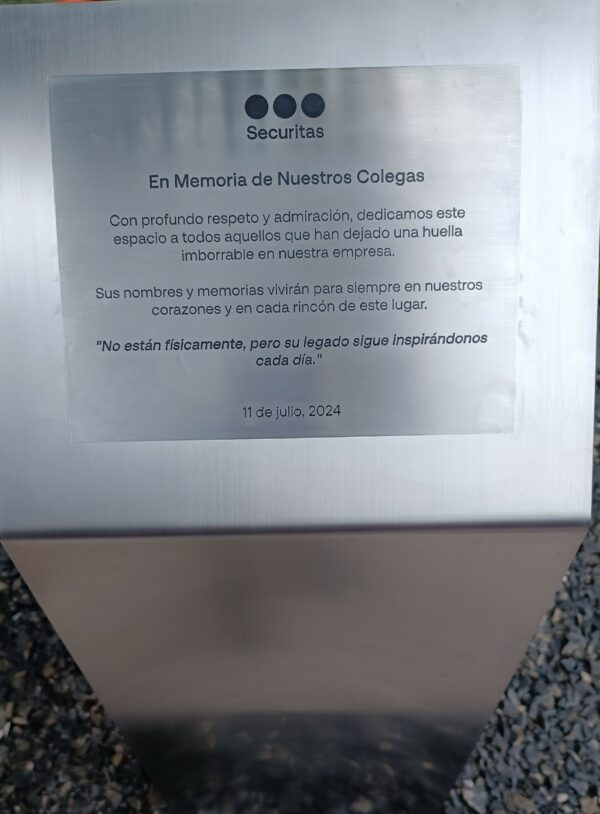 Securitas
En Memoria de Nuestros Colegas
Con profundo respeto y admiración, dedicamos este
espacio a todos aquellos que han dejado una huella
imborrable en nuestra empresa.
Sus nombres y memorias vivirán para siempre en nuestros
corazones y en cada rincón de este lugar.
"No están físicamente, pero su legado sigue inspirándonos
cada día."
11 de julio, 2024